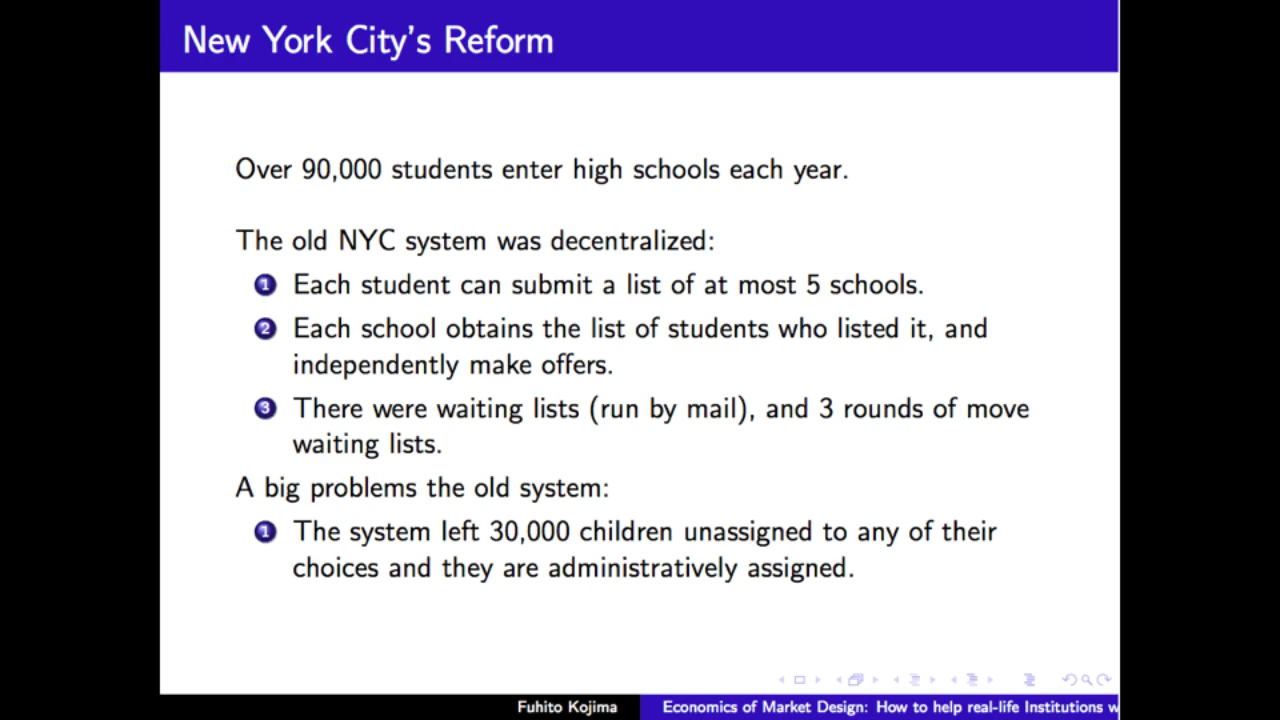 New York City's Reform
Over 90,000 students enter high schools each year.
The old NYC system was decentralized:
1 Each student can submit a list of at most 5 schools.
2 Each school obtains the list of students who listed it, and
independently make offers.
3 There were waiting lists (run by mail), and 3 rounds of move
waiting lists.
A big problems the old system:
1 The system left 30,000 children unassigned to any of their
choices and they are administratively assigned.
Fuhito Kojima
Economics of Market Design: How to help real-life Institutions w